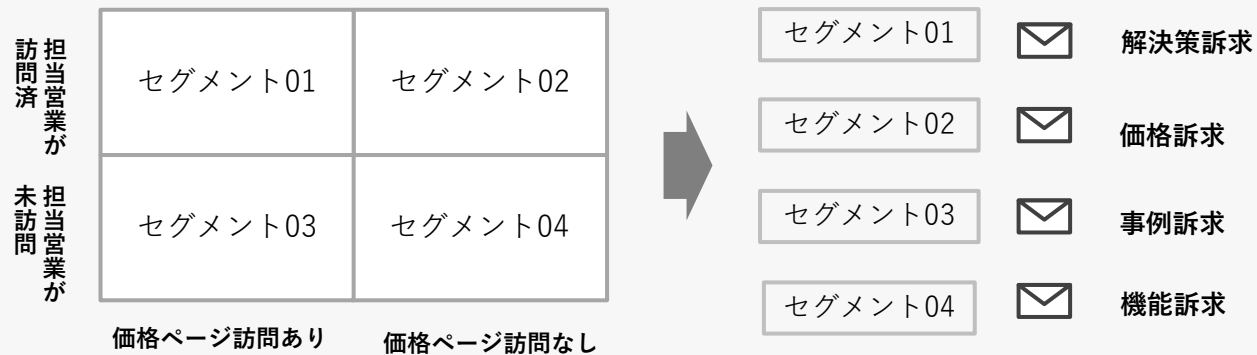 担当営業が
訪問済
セグメント01
セグメント02
担当営業が
未訪問
セグメント03
セグメント04
価格ページ訪問あり
価格ページ訪問なし
セグメント01
解決策訴求
セグメント02
価格訴求
セグメント03
事例訴求
セグメント04
機能訴求